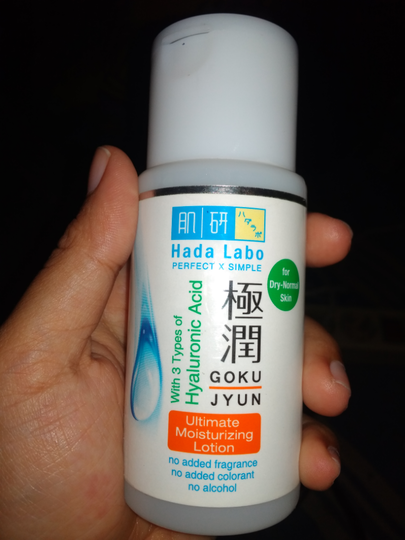 肌研 ハダラボ
Hada Labo
PERFECT X SIMPLE
for
Dry-Normal
Skin
With 3 Types of
Hyaluronic Acid
極潤
GOKU
JYUN
Ultimate
Moisturizing
Lotion
no added fragrance
no added colorant
no alcohol